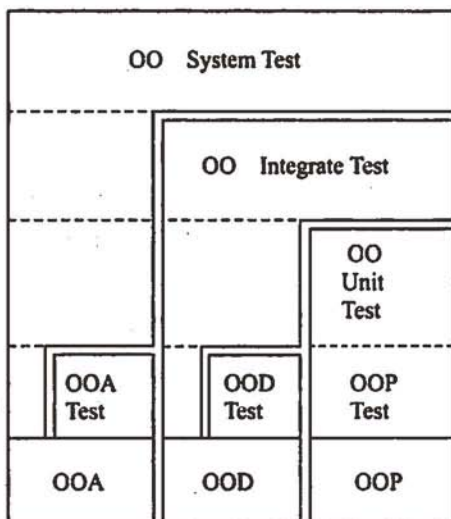 OO System Test
OO Integrate Test
OO
Unit
Test
OOA
Test
OOD
Test
OOP
Test
OOA
OOD
OOP